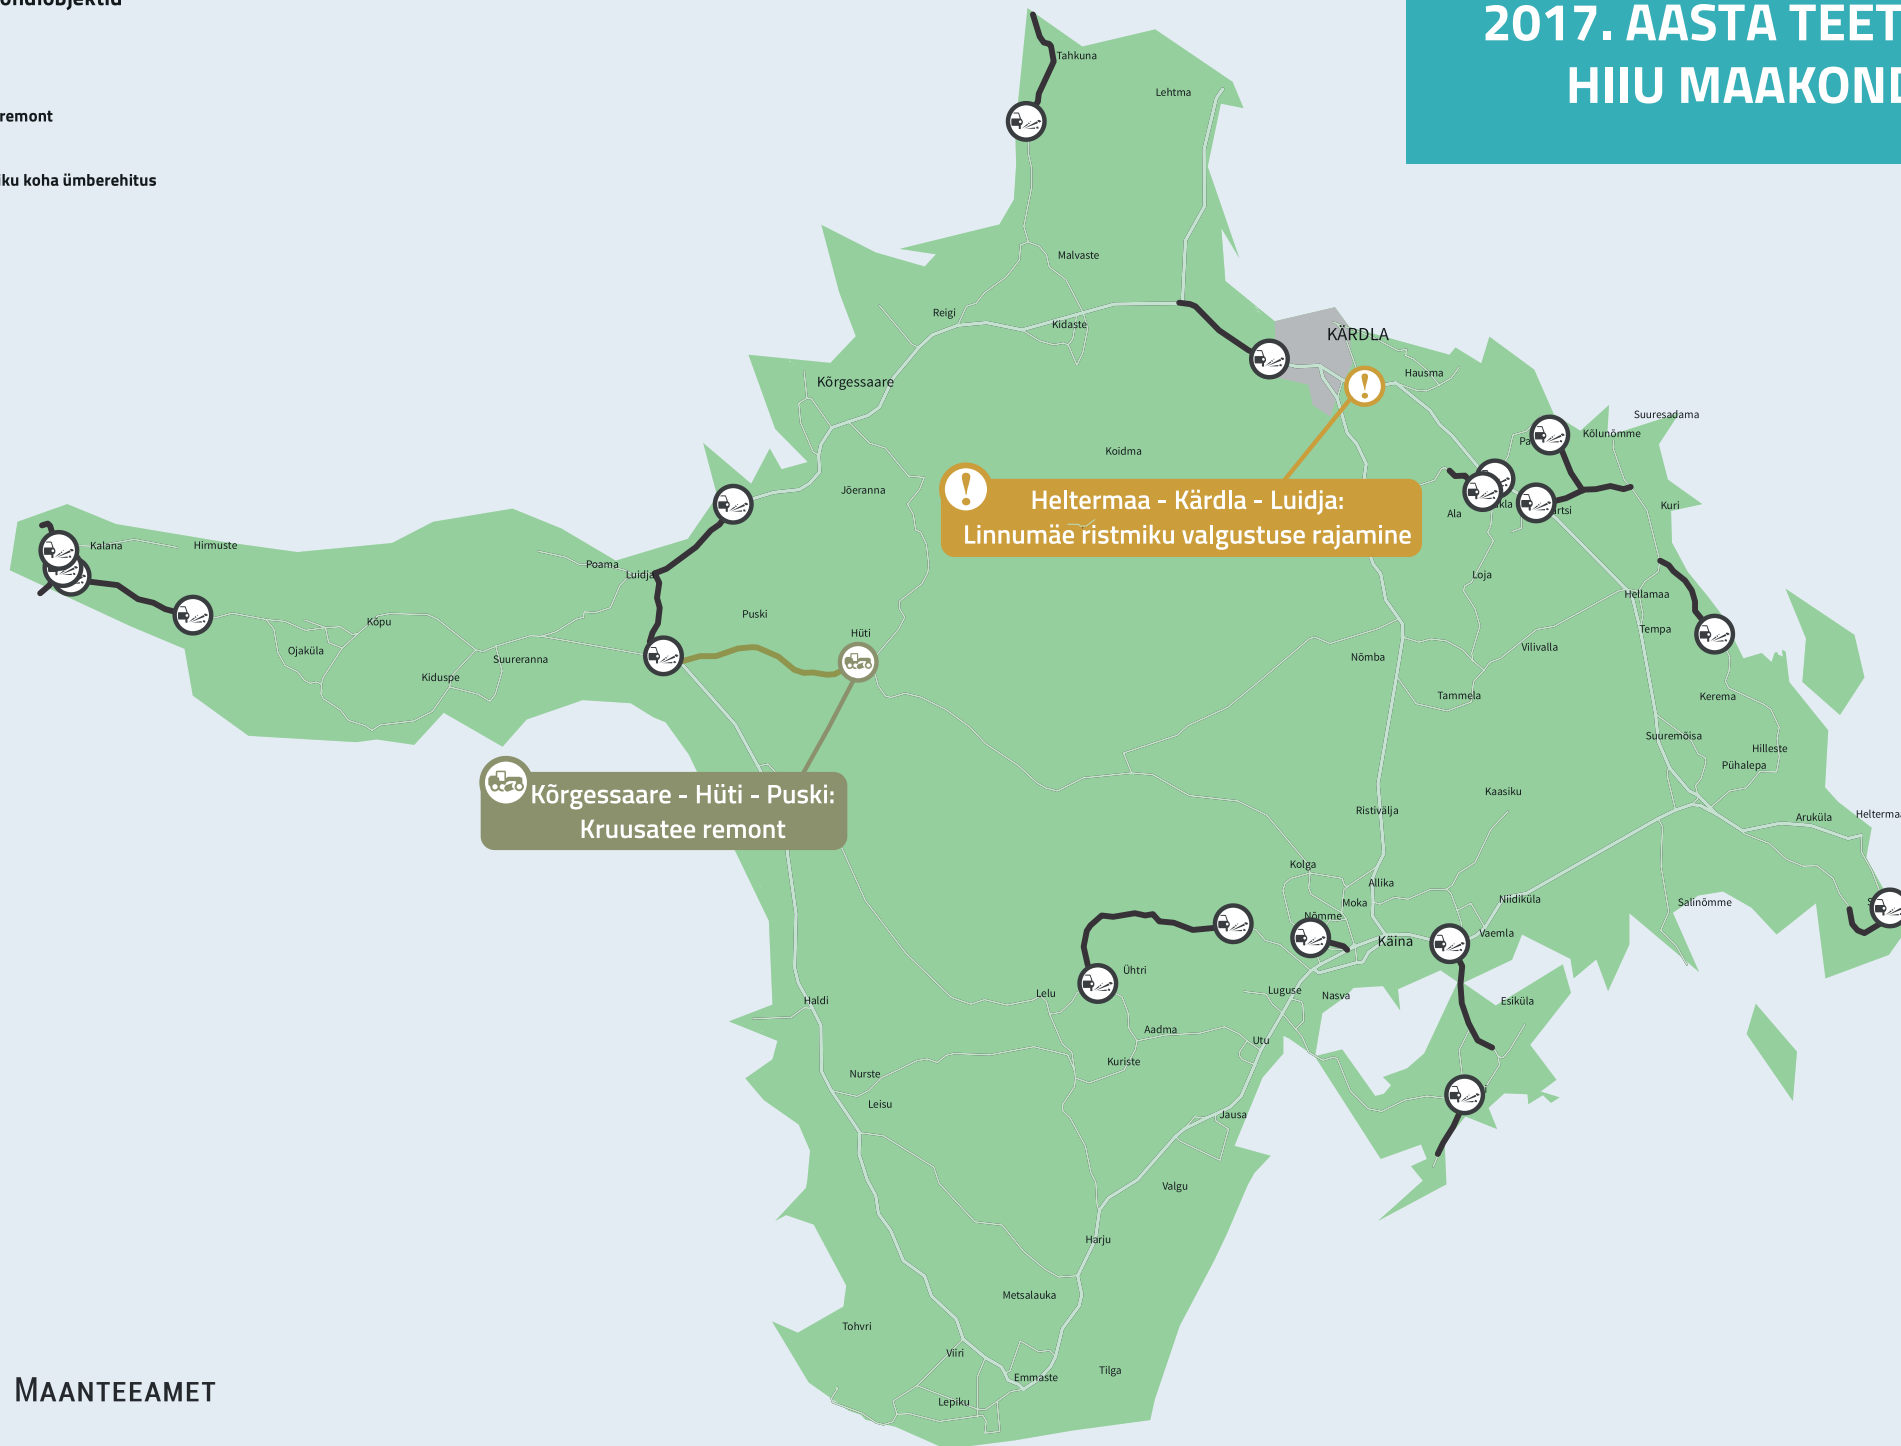 2017. AASTA TEET
HIIU MAAKOND
remont
iku koha ümberehitus
Tahkuna
Lehtma
Malvaste
Reigi
Kidaste
KÄRDLA
Hausma
Kõrgessaare
Suuresadama
Kõlunõmme
Koidma
Jõeranna
Heltermaa - Kärdla - Luidja:
Linnumäe ristmiku valgustuse rajamine
Ala
Kuri
Kalana
Hirmuste
Poama
Luidja
Loja
Hellamaa
Puski
Köpu
Hüti
Tempa
Ojaküla
Suureranna
Nõmba
Vilivalla
Kiduspe
Tammela
Kerema
Suuremõisa
Hilleste
Pühalepa
Kõrgessaare - Hüti - Puski:
Kruusatee remont
Kaasiku
Ristivälja
Aruküla
Heltermaa
Kolga
Allika
Moka
Niidiküla
Salinõmme
Nõmme
Käina
Vaemla
Ühtri
Lelu
Luguse
Nasva
Haldi
Esiküla
Aadma
Utu
Kuriste
Nurste
Leisu
Jausa
Valgu
Harju
Metsalauka
Tohvri
Viiri
Tilga
Emmaste
Lepiku
MAANTEEAMET